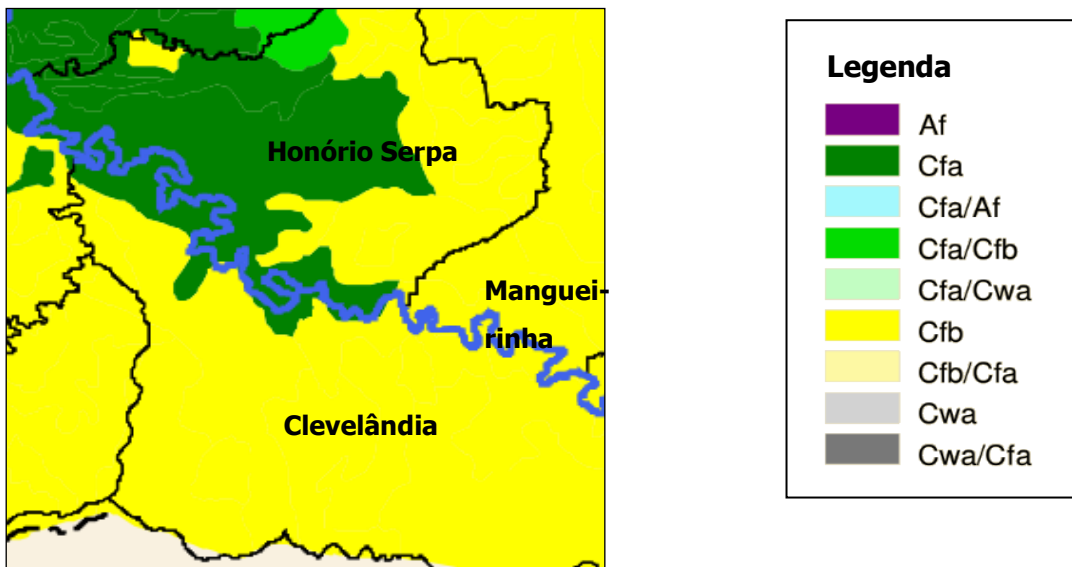 Honório Serpa
Manguei-
rinha
Clevelândia
Legenda
Af
Cfa
Cfa/Af
Cfa/Cfb
Cfa/Cwa
Cfb
Cfb/Cfa
Cwa
Cwa/Cfa